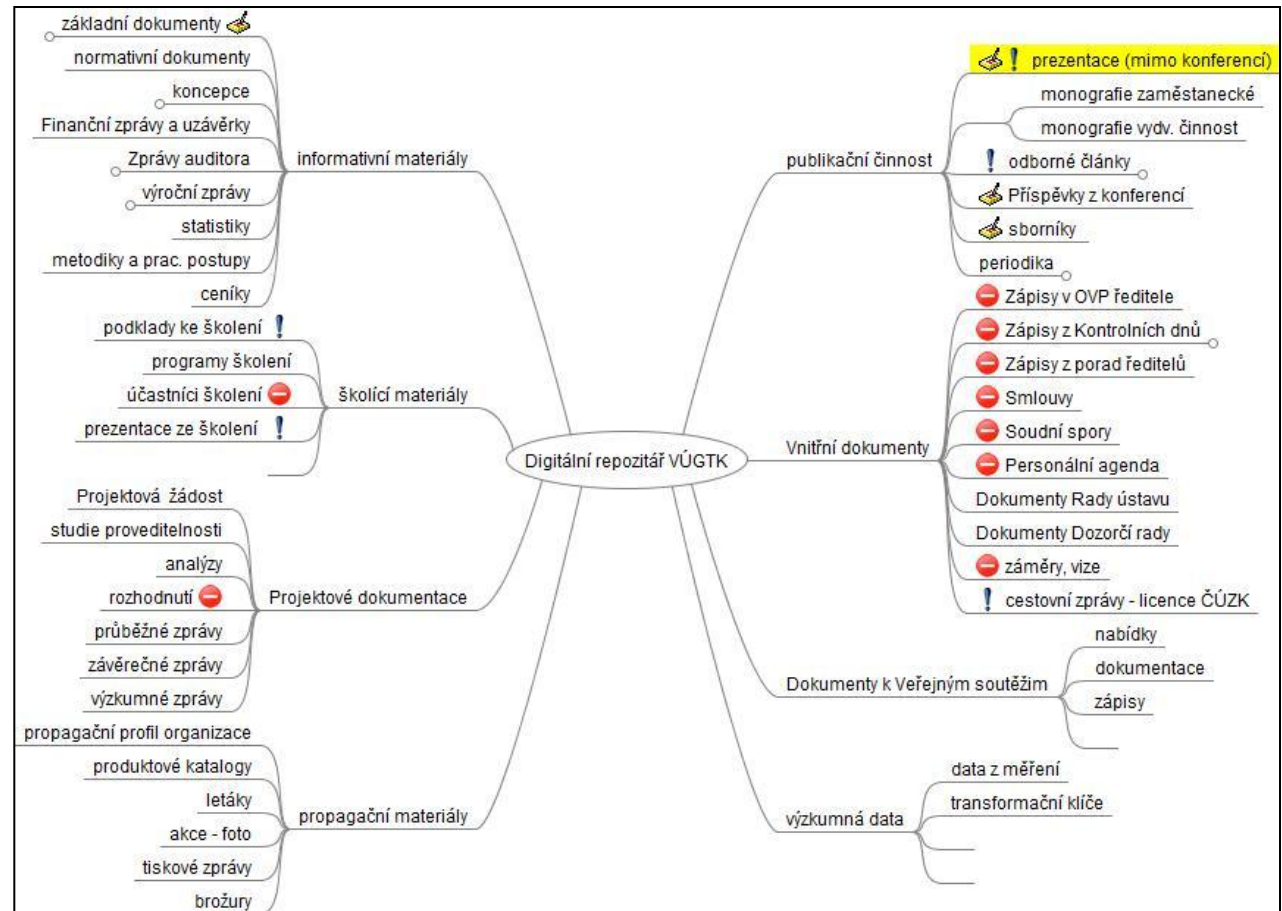 základní dokumenty
normativní dokumenty
koncepce
Finanční zprávy a uzávěrky
Zprávy auditora
výroční zprávy
statistiky
metodiky a prac. postupy
ceníky
informativní materiály
podklady ke školení
programy školení
účastníci školení
prezentace ze školení
školící materiály
Projektová žádost
studie proveditelnosti
analýzy
rozhodnutí
průběžné zprávy
závěrečné zprávy
výzkumné zprávy
Projektové dokumentace
propagační profil organizace
produktové katalogy
letáky
akce - foto
tiskové zprávy
brožury
propagační materiály
Digitální repozitář VÚGTK
publikační činnost
prezentace (mimo konferencí)
monografie zaměstanecké
monografie vydv. činnost
odborné články
Příspěvky z konferencí
sborníky
periodika
Vnitřní dokumenty
Zápisy v OVP ředitele
Zápisy z Kontrolních dnů
Zápisy z porad ředitelů
Smlouvy
Soudní spory
Personální agenda
Dokumenty Rady ústavu
Dokumenty Dozorčí rady
záměry, vize
cestovní zprávy - licence ČÚZK
Dokumenty k Veřejným soutěžim
nabídky
dokumentace
zápisy
výzkumná data
data z měření
transformační klíče